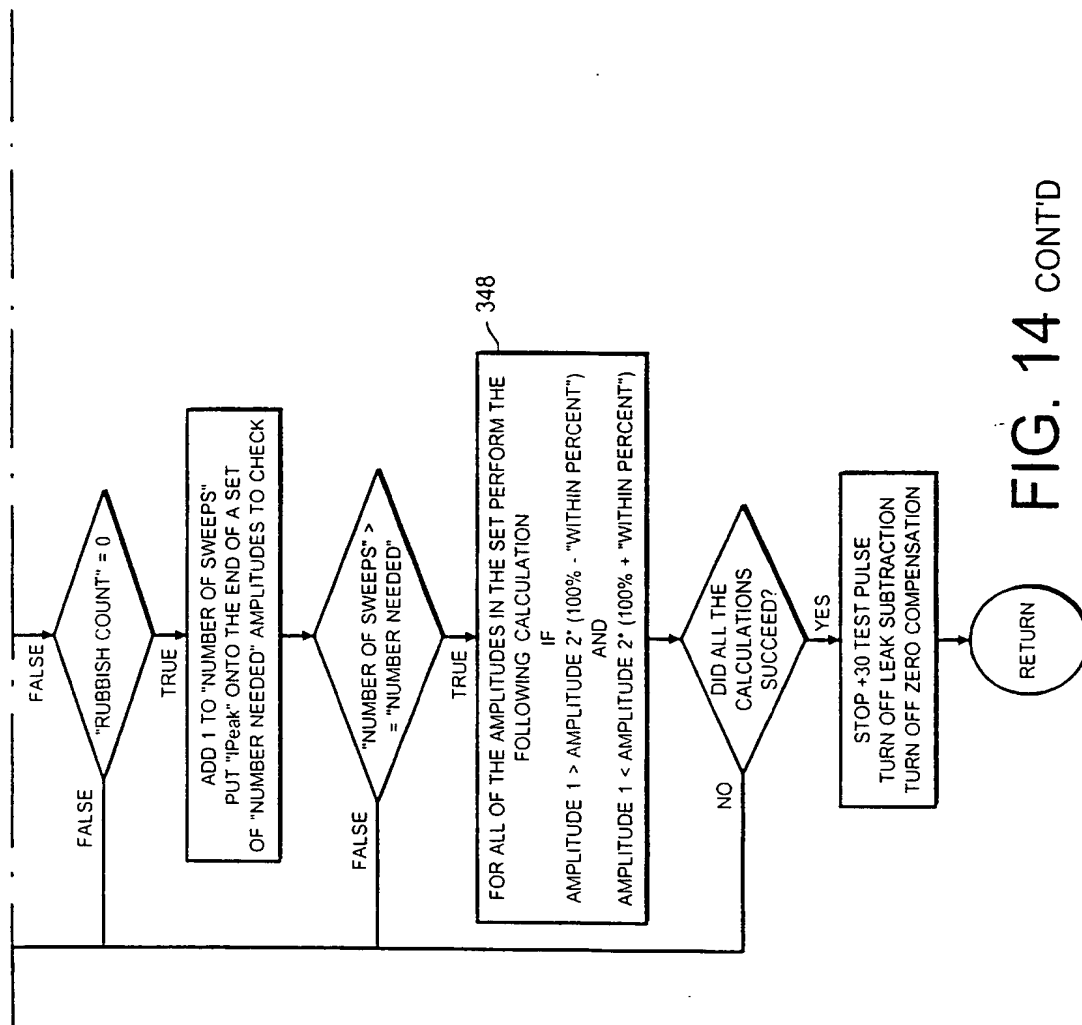 FALSE
"RUBBISH COUNT" = 0
FALSE
TRUE
ADD 1 TO "NUMBER OF SWEEPS"
PUT "IPeak" ONTO THE END OF A SET
OF "NUMBER NEEDED" AMPLITUDES TO CHECK
"NUMBER OF SWEEPS" >
= "NUMBER NEEDED"
FALSE
TRUE
348
FOR ALL OF THE AMPLITUDES IN THE SET PERFORM THE
FOLLOWING CALCULATION
IF
AMPLITUDE 1 > AMPLITUDE 2* (100% - "WITHIN PERCENT")
AND
AMPLITUDE 1 < AMPLITUDE 2* (100% + "WITHIN PERCENT")
DID ALL THE
CALCULATIONS
SUCCEED?
NO
YES
STOP +30 TEST PULSE
TURN OFF LEAK SUBTRACTION
TURN OFF ZERO COMPENSATION
RETURN
FIG. 14 CONT'D